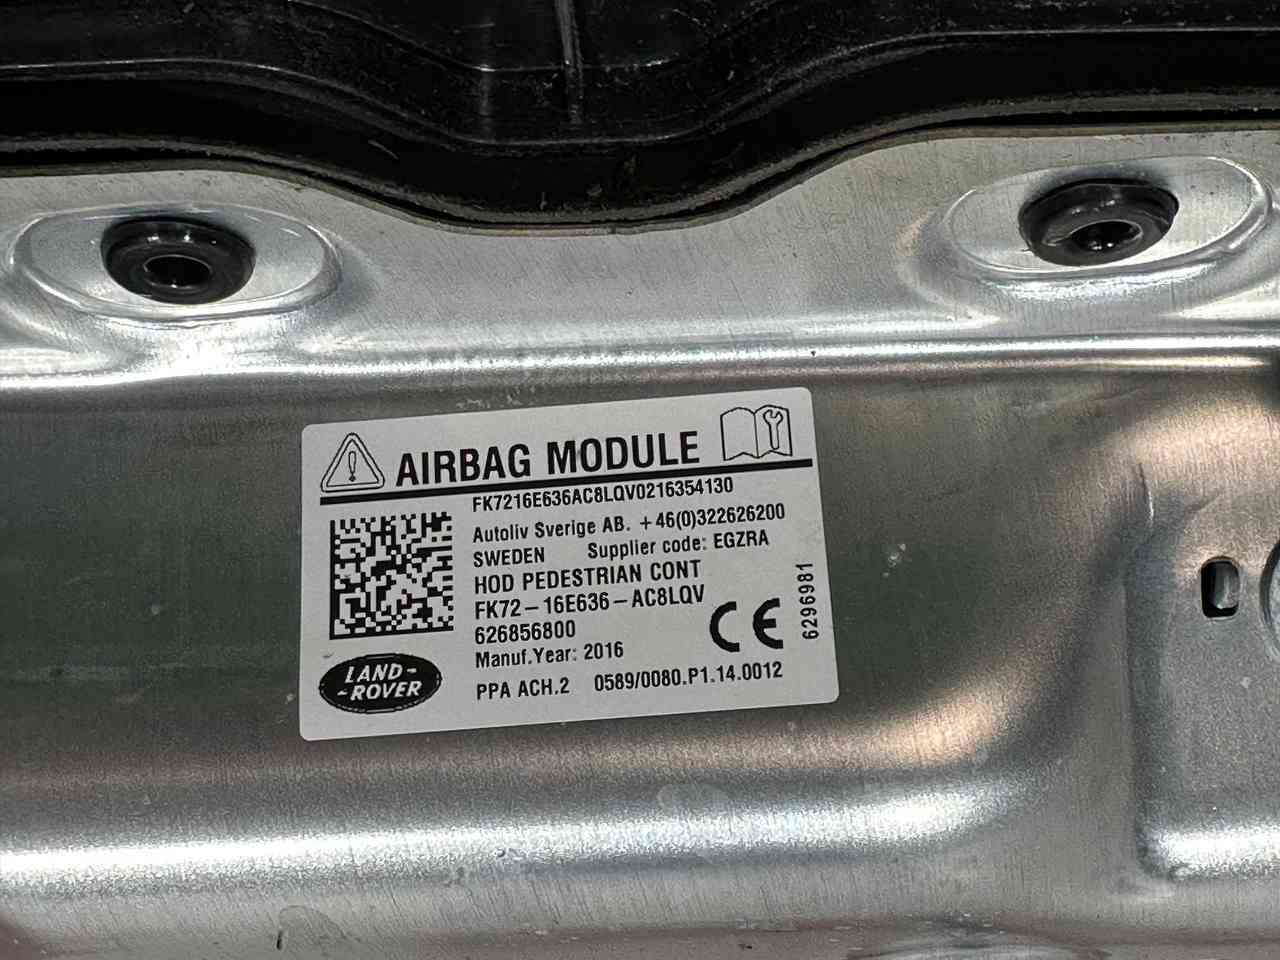 AIRBAG MODULE
FK7216E636AC8LQV0216354130
Autoliv Sverige AB. +46(0)322626200
SWEDEN Supplier code: EGZRA
HOD PEDESTRIAN CONT
FK72-16E636-AC8LQV
626856800
Manuf.Year: 2016
PPA ACH.2 0589/0080.P1.14.0012
CE
6296981
LAND-
-ROVER